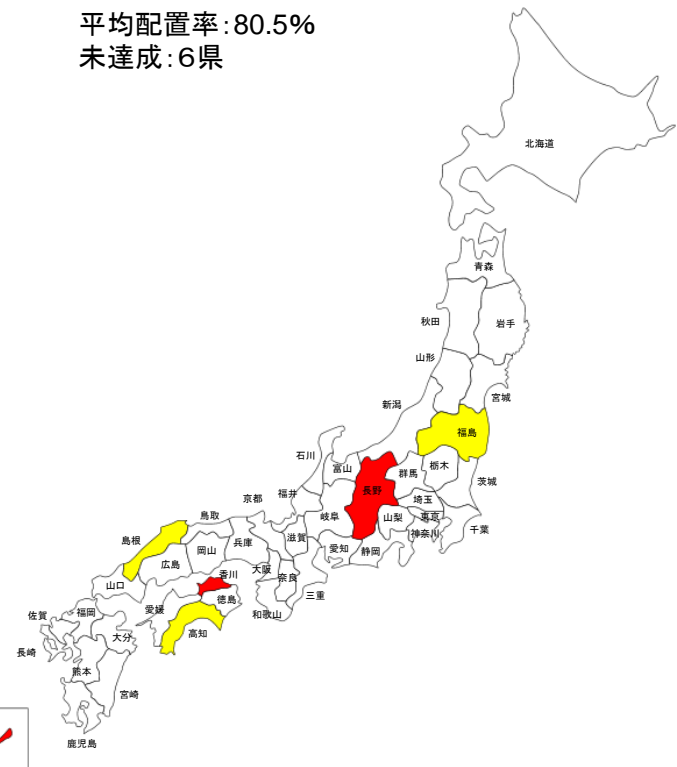 平均配置率:80.5%
未達成:6県
北海道
青森
秋田
岩手
山形
宮城
新潟
福島
石川
富山
群馬
栃木
茨城
長野
福井
岐阜
埼玉
山梨
東京
神奈川
千葉
京都
鳥取
島根
岡山
兵庫
滋賀
愛知
静岡
広島
大阪
奈良
三重
山口
香川
徳島
和歌山
愛媛
高知
福岡
佐賀
大分
長崎
熊本
宮崎
鹿児島